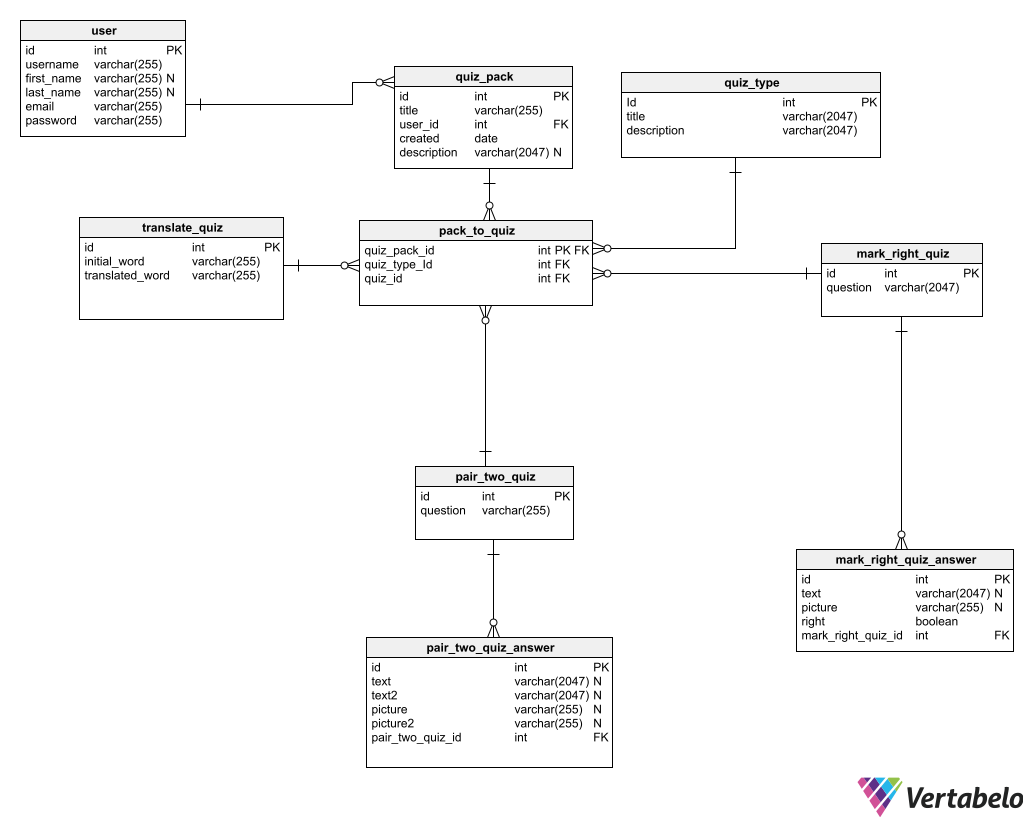 user
id int PK
username varchar(255)
first_name varchar(255) N
last_name varchar(255) N
email varchar(255)
password varchar(255)
quiz_pack
id int PK
title varchar(255)
user_id int FK
created date
description varchar(2047) N
quiz_type
Id int PK
title varchar(2047)
description varchar(2047)
translate_quiz
id int PK
initial_word varchar(255)
translated_word varchar(255)
pack_to_quiz
quiz_pack_id int PK FK
quiz_type_Id int FK
quiz_id int FK
mark_right_quiz
id int PK
question varchar(2047)
pair_two_quiz
id int PK
question varchar(255)
mark_right_quiz_answer
id int PK
text varchar(2047) N
picture varchar(255) N
right boolean
mark_right_quiz_id int FK
pair_two_quiz_answer
id int PK
text varchar(2047) N
text2 varchar(2047) N
picture varchar(255) N
picture2 varchar(255) N
pair_two_quiz_id int FK
Vertabelo